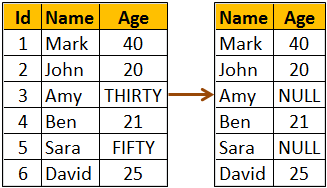 Id Name Age
1 Mark 40
2 John 20
3 Amy THIRTY
4 Ben 21
5 Sara FIFTY
6 David 25
Name Age
Mark 40
John 20
Amy NULL
Ben 21
Sara NULL
David 25